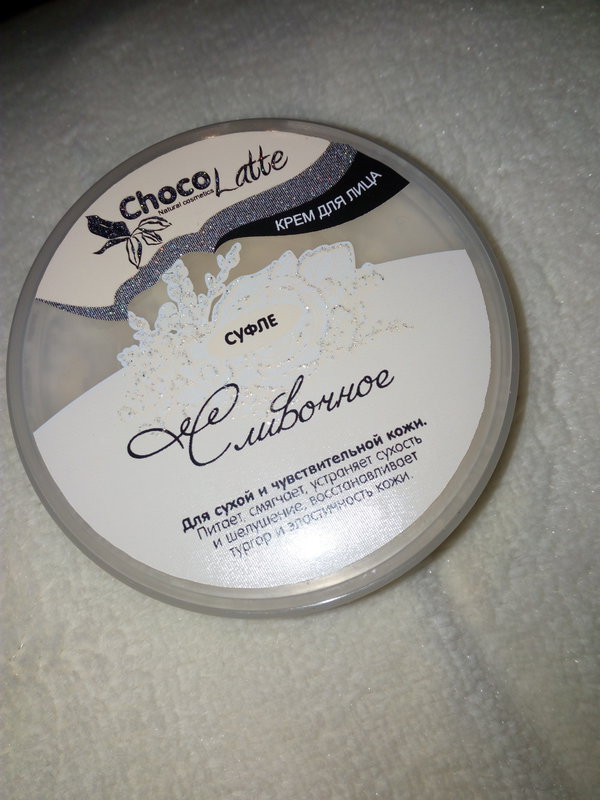 Choco Latte
Natural cosmetics
КРЕМ ДЛЯ ЛИЦА
СУФЛЕ
Сливочное
Для сухой и чувствительной кожи.
Питает, смягчает, устраняет сухость
и шелушение, восстанавливает
тургор и эластичность кожи.